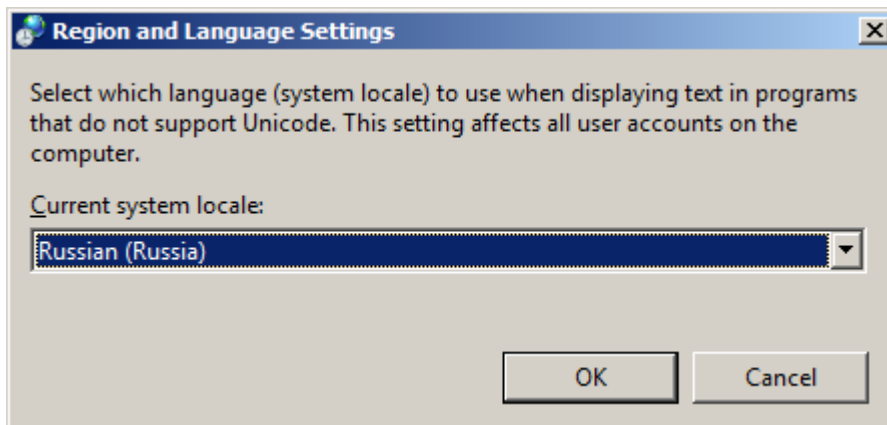 Region and Language Settings
Select which language (system locale) to use when displaying text in programs
that do not support Unicode. This setting affects all user accounts on the
computer.
Current system locale:
Russian (Russia)
OK Cancel